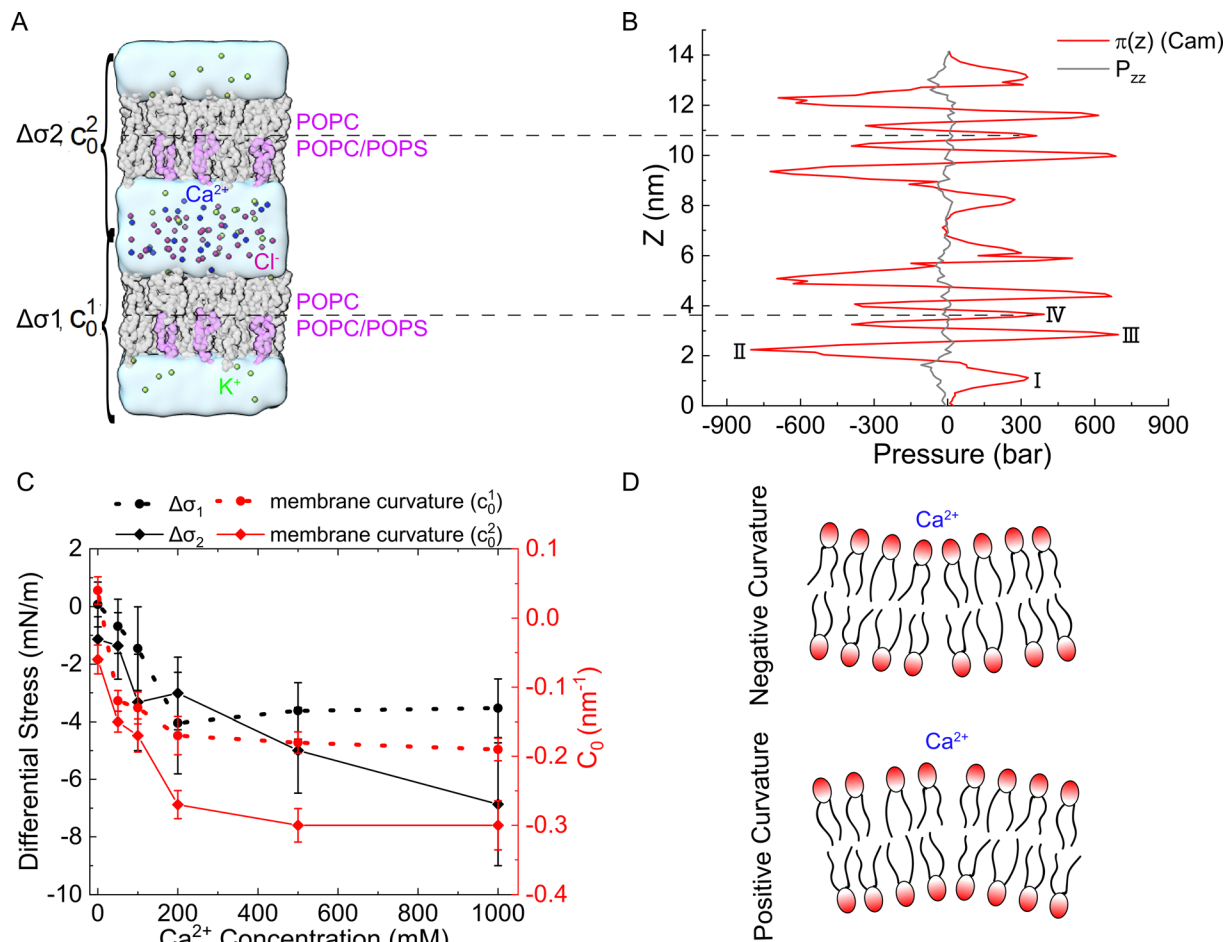 A
Δσ2, C₀²
POPC
POPC/POPS
Ca²⁺
Cl⁻
Δσ1, C₀¹
POPC
POPC/POPS
K⁺
B
π(z) (Cam)
P_zz
14
12
10
8
6
4
2
0
Z (nm)
IV
III
II
I
-900 -600 -300 0 300 600 900
Pressure (bar)
C
Δσ₁ membrane curvature (c₀¹)
Δσ₂ membrane curvature (c₀²)
2
0
-2
-4
-6
-8
-10
Differential Stress (mN/m)
0.1
0.0
-0.1
-0.2
-0.3
-0.4
C₀ (nm⁻¹)
0 200 400 600 800 1000
Ca²⁺ Concentration (mM)
D
Negative Curvature
Ca²⁺
Positive Curvature
Ca²⁺